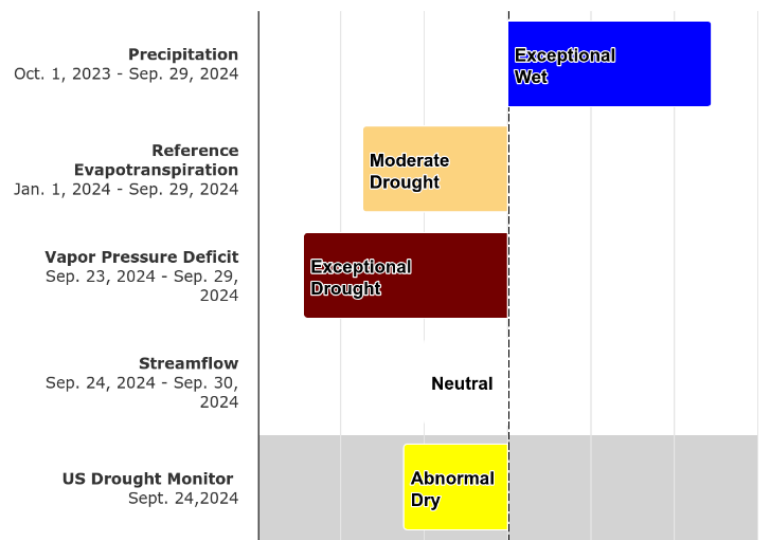 Precipitation
Oct. 1, 2023 - Sep. 29, 2024
Exceptional
Wet
Reference
Evapotranspiration
Jan. 1, 2024 - Sep. 29, 2024
Moderate
Drought
Vapor Pressure Deficit
Sep. 23, 2024 - Sep. 29,
2024
Exceptional
Drought
Streamflow
Sep. 24, 2024 - Sep. 30,
2024
Neutral
US Drought Monitor
Sept. 24,2024
Abnormal
Dry